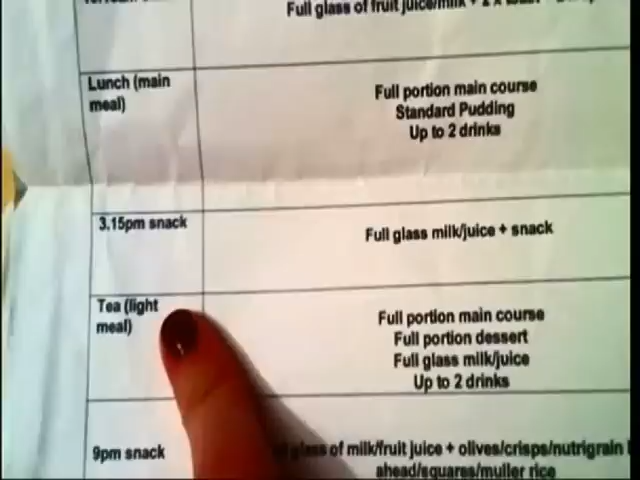 Full glass of fruit juice/milk +
Lunch (main
meal)
Full portion main course
Standard Pudding
Up to 2 drinks
3.15pm snack
Full glass milk/juice + snack
Tea (light
meal)
Full portion main course
Full portion dessert
Full glass milk/juice
Up to 2 drinks
9pm snack
glass of milk/fruit juice + olives/crisps/nutrigrain
ahead/squares/muller rice